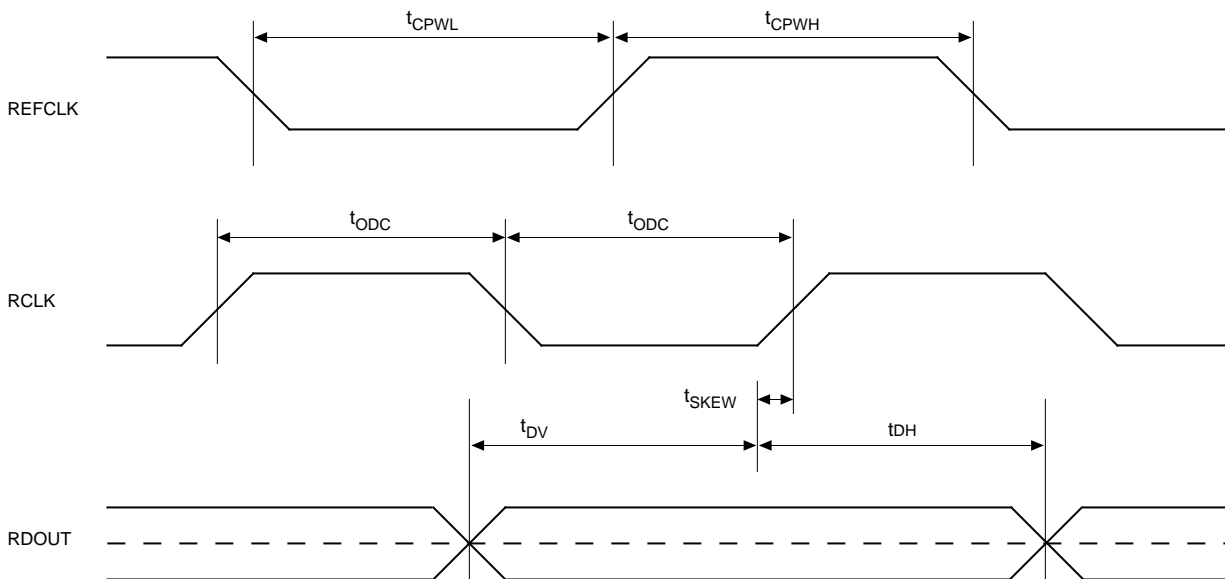 tCPWL
tCPWH
REFCLK
tODC
tODC
RCLK
tSKEW
tDV
tDH
RDOUT